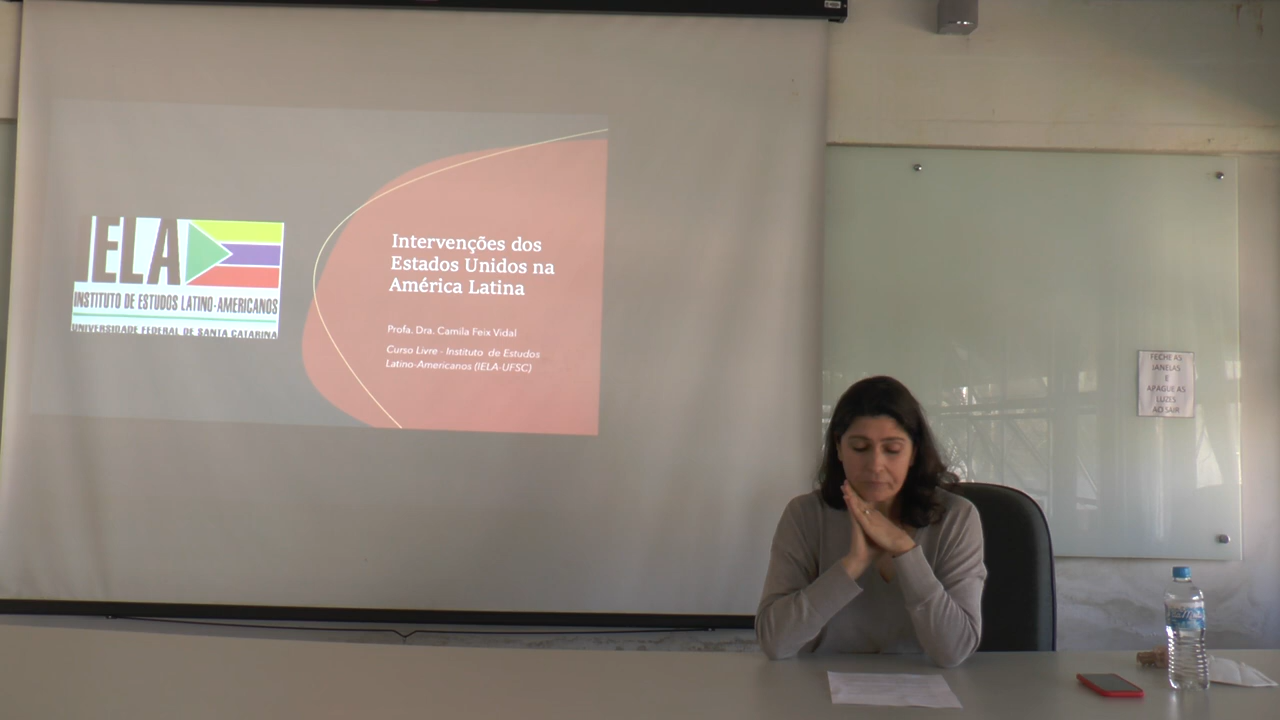 IELA
INSTITUTO DE ESTUDOS LATINO-AMERICANOS
UNIVERSIDADE FEDERAL DE SANTA CATARINA
Intervenções dos
Estados Unidos na
América Latina
Profa. Dra. Camila Feix Vidal
Curso Livre - Instituto de Estudos
Latino-Americanos (IELA-UFSC)
FECHE AS
JANELAS
E
APAGUE AS
LUZES
AO SAIR